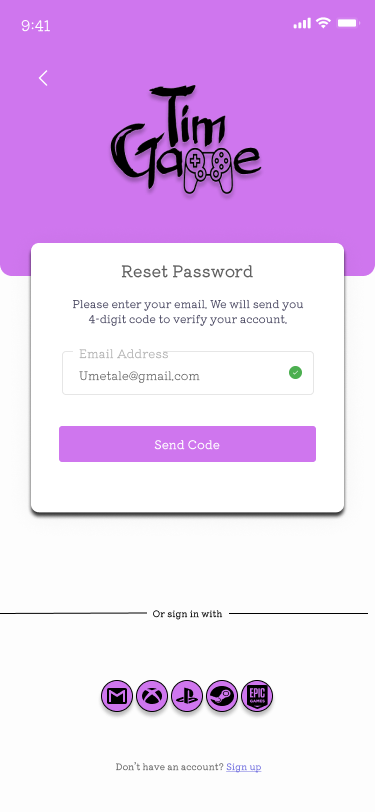 9:41
Tim
Game
Reset Password
Please enter your email. We will send you
4-digit code to verify your account.
Email Address
Umetale@gmail.com
Send Code
Or sign in with
EPIC
GAMES
Don't have an account? Sign up